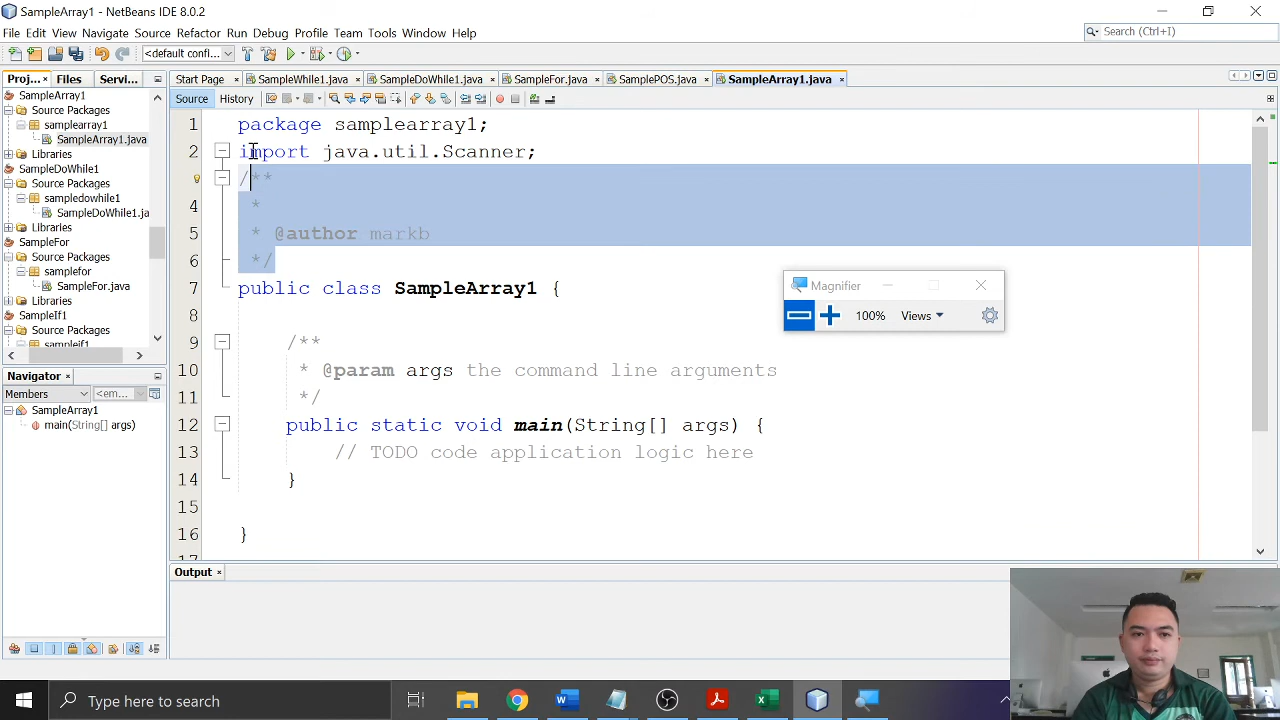 SampleArray1 - NetBeans IDE 8.0.2
File Edit View Navigate Source Refactor Run Debug Profile Team Tools Window Help
Search (Ctrl+I)
<default confi...
Proj... Files Servi...
Start Page SampleWhile1.java SampleDoWhile1.java SampleFor.java SamplePOS.java SampleArray1.java
SampleArray1
Source Packages
samplearray1
SampleArray1.java
Libraries
SampleDoWhile1
Source Packages
sampledowhile1
SampleDoWhile1.ja
Libraries
SampleFor
Source Packages
samplefor
SampleFor.java
Libraries
SampleIf1
Source Packages
sampleif1
Source History
1 package samplearray1;
2 import java.util.Scanner;
/**
4 *
5 * @author markb
6 */
7 public class SampleArray1 {
8
9 /**
10 * @param args the command line arguments
11 */
12 public static void main(String[] args) {
13 // TODO code application logic here
14 }
15
16 }
17
Magnifier
100% Views
Navigator
Members <em...
SampleArray1
main(String[] args)
Output
Type here to search